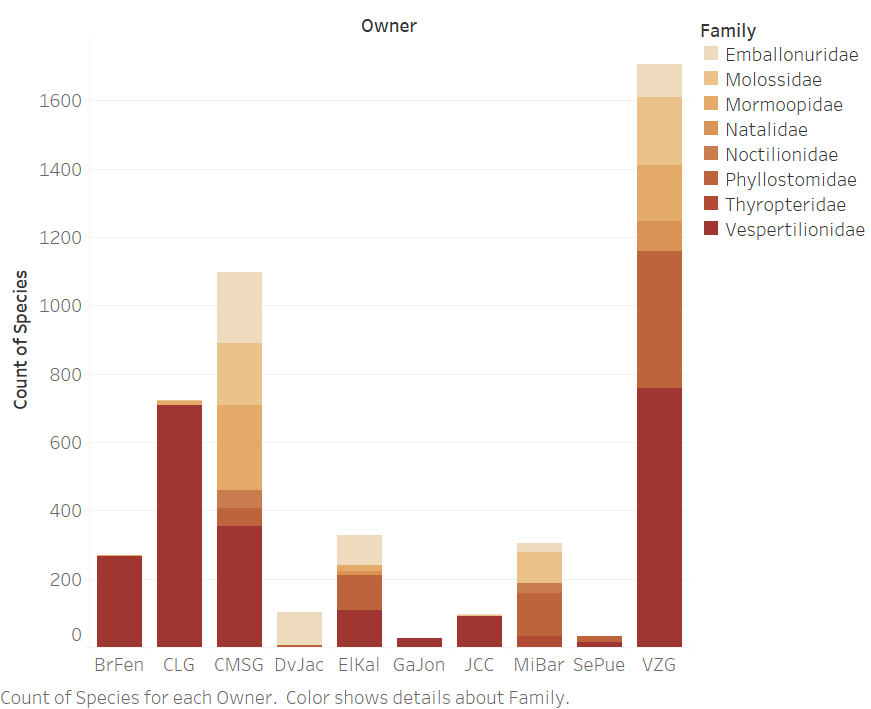 Owner
Family
Emballonuridae
Molossidae
Mormoopidae
Natalidae
Noctilionidae
Phyllostomidae
Thyropteridae
Vespertilionidae
Count of Species
1600
1400
1200
1000
800
600
400
200
0
BrFen CLG CMSG DvJac ElKal GaJon JCC MiBar SePue VZG
Count of Species for each Owner. Color shows details about Family.